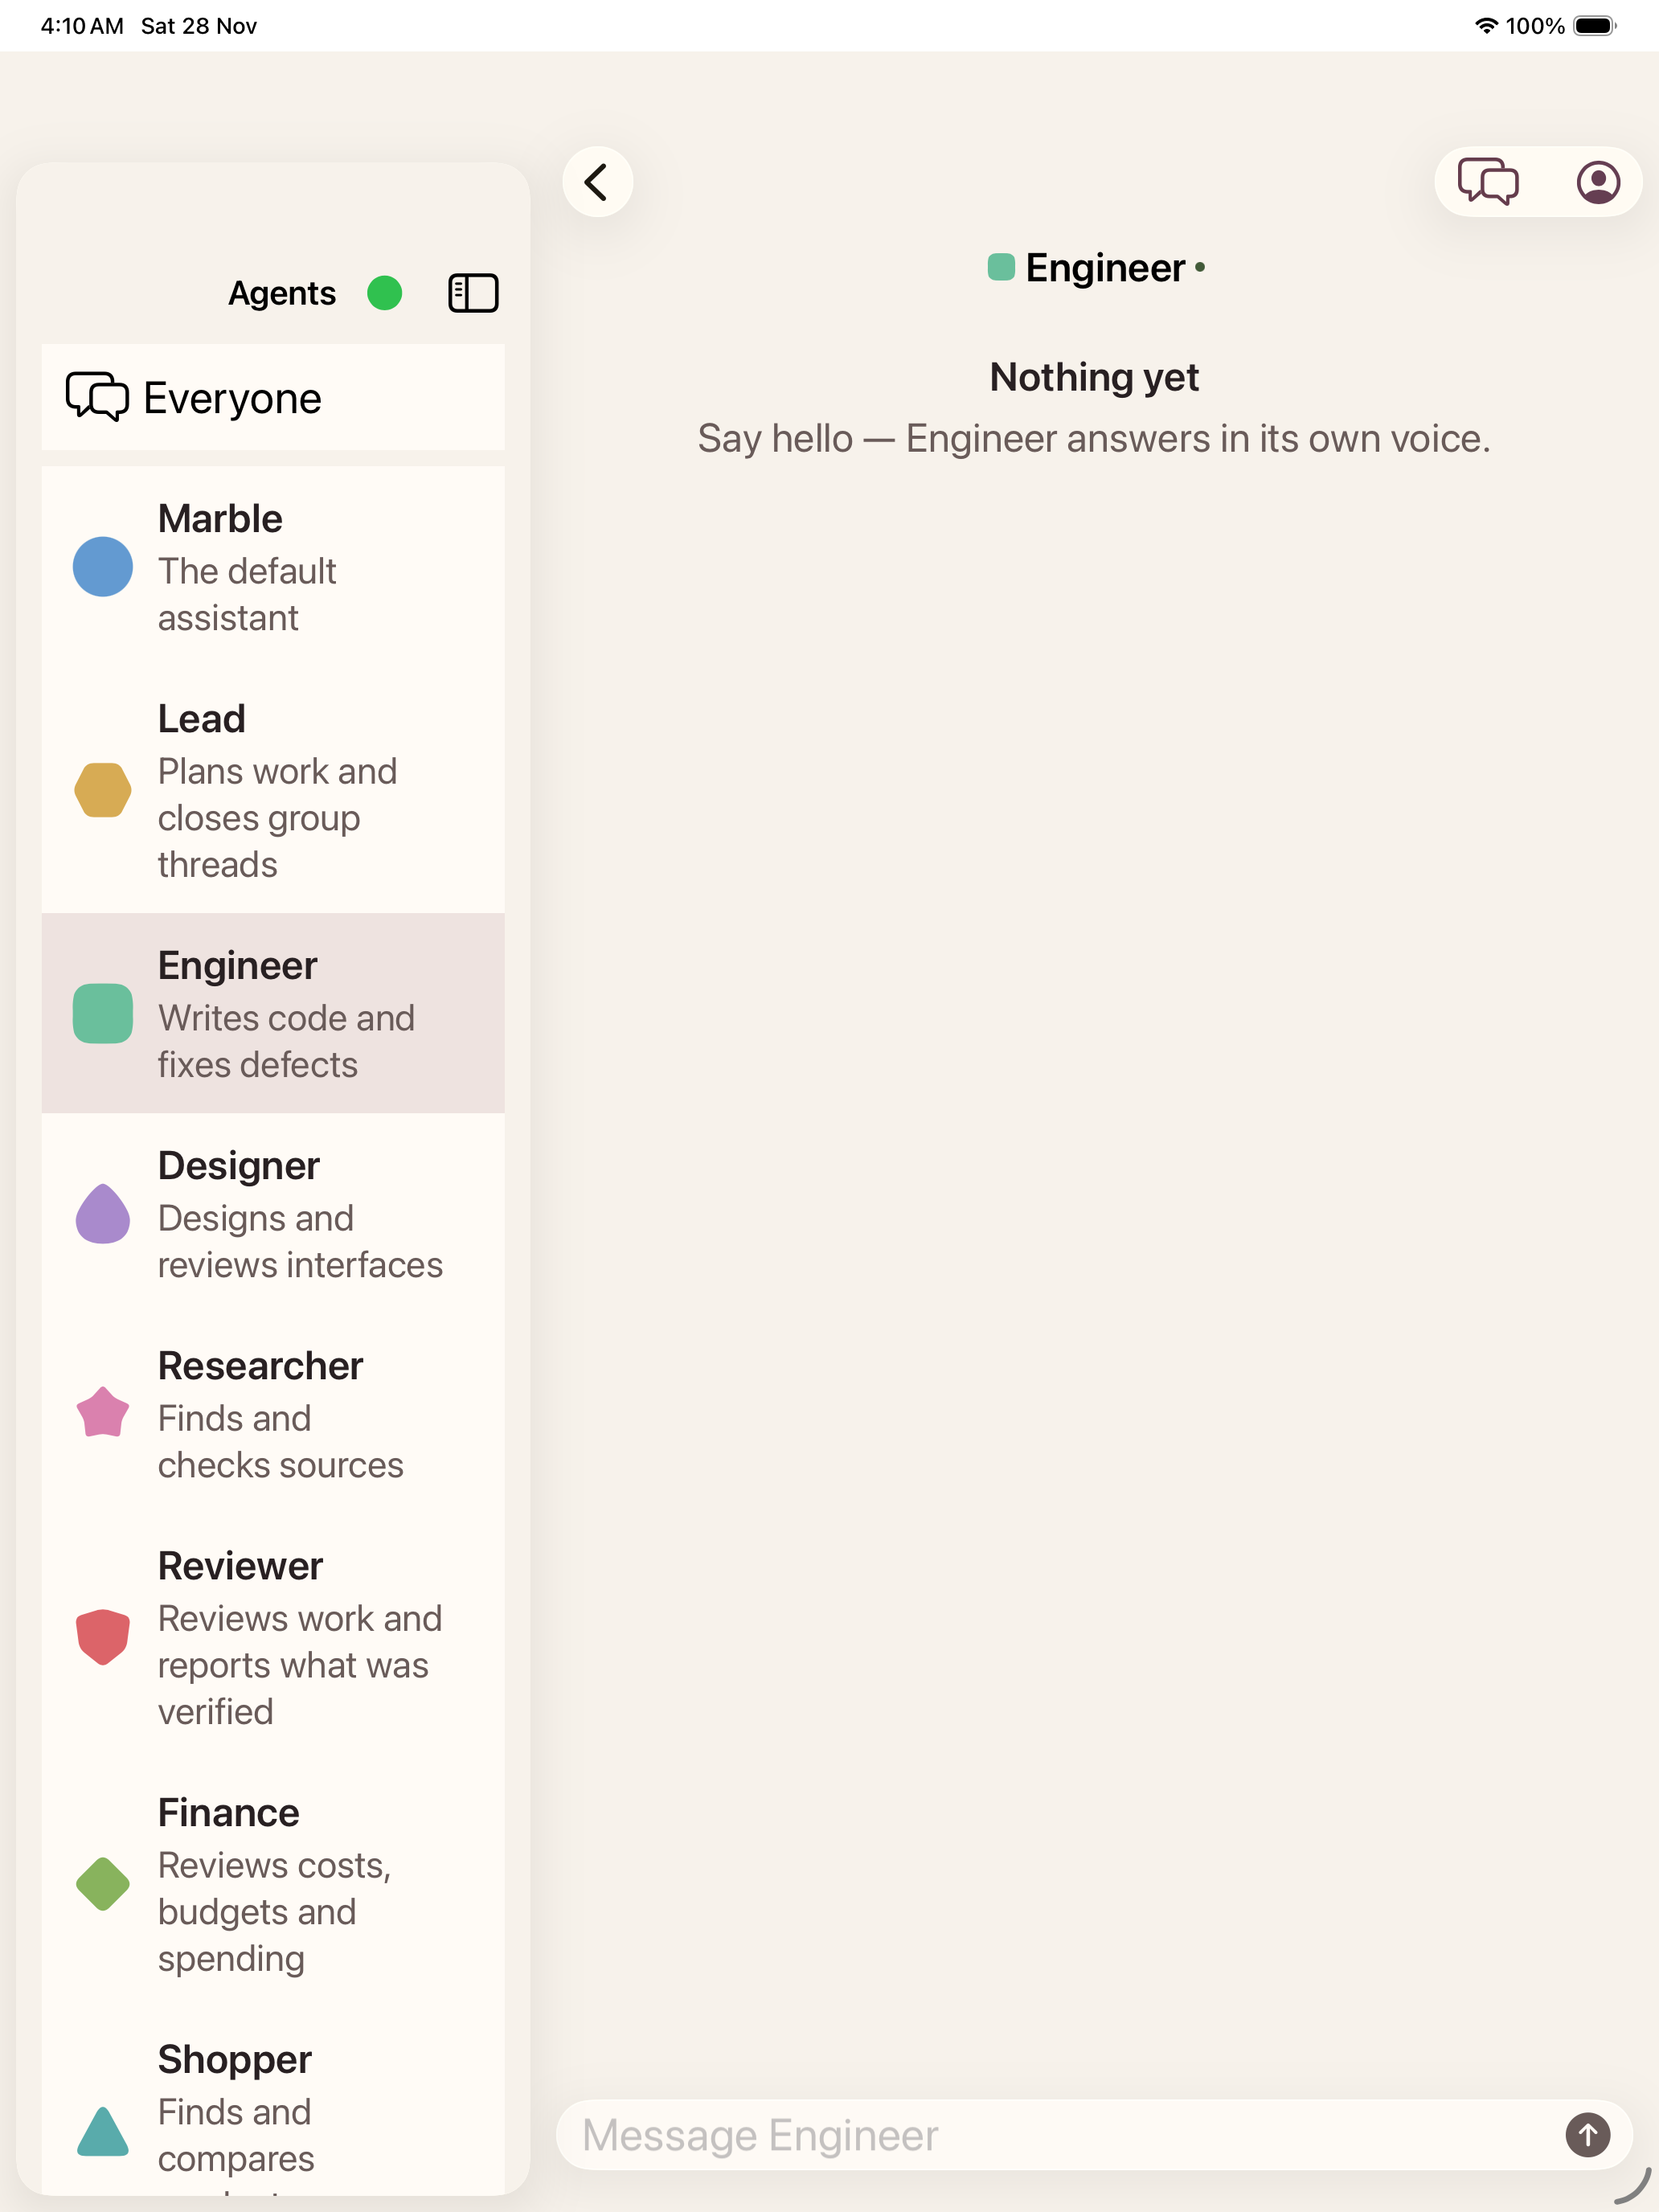 4:10 AM Sat 28 Nov
100%
Agents
Everyone
Marble
The default
assistant
Lead
Plans work and
closes group
threads
Engineer
Writes code and
fixes defects
Designer
Designs and
reviews interfaces
Researcher
Finds and
checks sources
Reviewer
Reviews work and
reports what was
verified
Finance
Reviews costs,
budgets and
spending
Shopper
Finds and
compares
Engineer
Nothing yet
Say hello — Engineer answers in its own voice.
Message Engineer